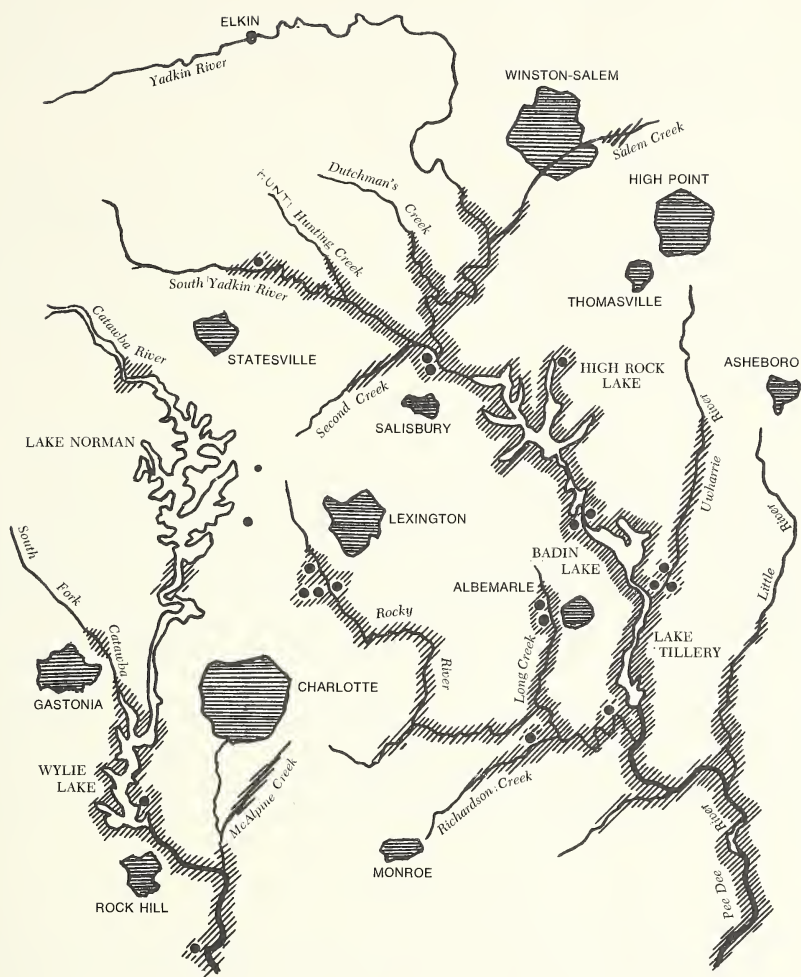 ELKIN
Yadkin River
WINSTON-SALEM
Salem Creek
Dutchman's
Creek
HUNT
Hunting Creek
HIGH POINT
South Yadkin River
THOMASVILLE
Catawba River
STATESVILLE
HIGH ROCK
LAKE
ASHEBORO
Second Creek
SALISBURY
Uwharrie
River
LAKE NORMAN
LEXINGTON
Little
River
South
Fork
Catawba
BADIN
LAKE
ALBEMARLE
Rocky
River
Long Creek
LAKE
TILLERY
GASTONIA
CHARLOTTE
WYLIE
LAKE
McAlpine Creek
Richardson Creek
MONROE
Pee Dee
River
ROCK HILL